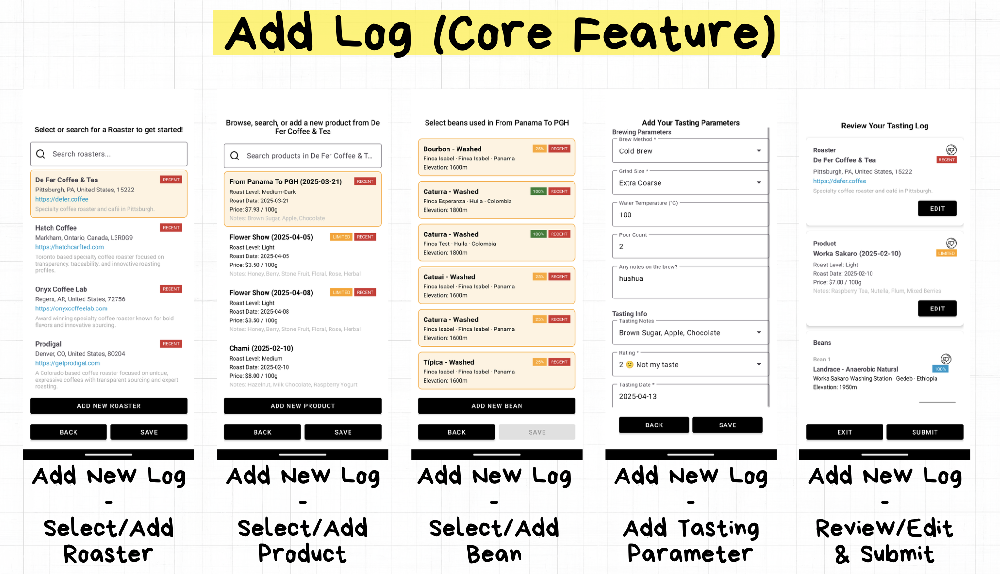 Add Log (Core Feature)
Select or search for a Roaster to get started!
Search roasters...
De Fer Coffee & Tea
RECENT
Pittsburgh, PA, United States, 15222
https://defer.coffee
Specialty coffee roaster and café in Pittsburgh.
Hatch Coffee
RECENT
Markham, Ontario, Canada, L3R0G9
https://hatchcarfted.com
Toronto based specialty coffee roaster focused on
transparency, traceability, and innovative roasting
profiles.
Onyx Coffee Lab
RECENT
Regers, AR, United States, 72756
https://onyxcoffeelab.com
Award winning specialty coffee roaster known for bold
flavors and innovative sourcing.
Prodigal
RECENT
Denver, CO, United States, 80204
https://getprodigal.com
A Colorado based coffee roaster focused on unique,
expressive coffees with transparent sourcing and expert
roasting.
ADD NEW ROASTER
BACK
SAVE
Add New Log
-
Select/Add
Roaster
Browse, search, or add a new product from De
Fer Coffee & Tea
Search products in De Fer Coffee & T...
From Panama To PGH (2025-03-21)
RECENT
Roast Level: Medium-Dark
Roast Date: 2025-03-21
Price: $7.93 / 100g
Notes: Brown Sugar, Apple, Chocolate
Flower Show (2025-04-05)
LIMITED
RECENT
Roast Level: Light
Roast Date: 2025-04-05
Price: $3.50 / 100g
Notes: Honey, Berry, Stone Fruit, Floral, Rose, Herbal
Flower Show (2025-04-08)
LIMITED
RECENT
Roast Level: Light
Roast Date: 2025-04-08
Price: $3.50 / 100g
Notes: Honey, Berry, Stone Fruit, Floral, Rose, Herbal
Chami (2025-02-10)
Roast Level: Medium
Roast Date: 2025-02-10
Price: $8.00 / 100g
Notes: Hazelnut, Milk Chocolate, Raspberry Yogurt
ADD NEW PRODUCT
BACK
SAVE
Add New Log
-
Select/Add
Product
Select beans used in From Panama To PGH
Bourbon - Washed
25%
RECENT
Finca Isabel · Finca Isabel · Panama
Elevation: 1600m
Caturra - Washed
100%
RECENT
Finca Esperanza · Huila · Colombia
Elevation: 1800m
Caturra - Washed
100%
RECENT
Finca Test · Huila · Colombia
Elevation: 1800m
Catuai - Washed
25%
RECENT
Finca Isabel · Finca Isabel · Panama
Elevation: 1600m
Caturra - Washed
25%
RECENT
Finca Isabel · Finca Isabel · Panama
Elevation: 1600m
Típica - Washed
25%
RECENT
Finca Isabel · Finca Isabel · Panama
Elevation: 1600m
ADD NEW BEAN
BACK
SAVE
Add New Log
-
Select/Add
Bean
Add Your Tasting Parameters
Brewing Parameters
Brew Method *
Cold Brew
Grind Size *
Extra Coarse
Water Temperature (°C)
100
Pour Count
2
Any notes on the brew?
huahua
Tasting Info
Tasting Notes
Brown Sugar, Apple, Chocolate
Rating *
2 😕 Not my taste
Tasting Date *
2025-04-13
BACK
SAVE
Add New Log
-
Add Tasting
Parameter
Review Your Tasting Log
Roaster
De Fer Coffee & Tea
RECENT
Pittsburgh, PA, United States, 15222
https://defer.coffee
Specialty coffee roaster and café in Pittsburgh.
EDIT
Product
Worka Sakaro (2025-02-10)
LIMITED
Roast Level: Light
Roast Date: 2025-02-10
Price: $7.00 / 100g
Notes: Raspberry Tea, Nutella, Plum, Mixed Berries
EDIT
Beans
Bean 1
Landrace - Anaerobic Natural
100%
Worka Sakaro Washing Station · Gedeb · Ethiopia
Elevation: 1950m
EXIT
SUBMIT
Add New Log
-
Review/Edit
& Submit